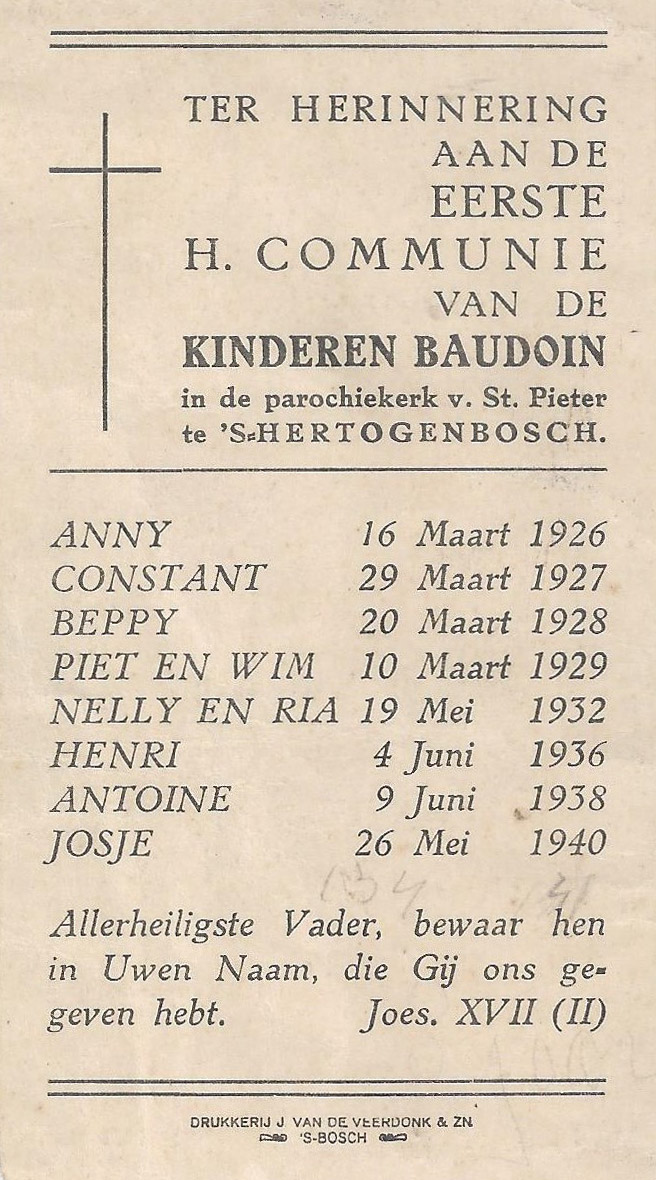 TER HERINNERING
AAN DE
EERSTE
H. COMMUNIE
VAN DE
KINDEREN BAUDOIN
in de parochiekerk v. St. Pieter
te 'S-HERTOGENBOSCH.
ANNY 16 Maart 1926
CONSTANT 29 Maart 1927
BEPPY 20 Maart 1928
PIET EN WIM 10 Maart 1929
NELLY EN RIA 19 Mei 1932
HENRI 4 Juni 1936
ANTOINE 9 Juni 1938
JOSJE 26 Mei 1940
Allerheiligste Vader, bewaar hen
in Uwen Naam, die Gij ons ge-
geven hebt. Joes. XVII (II)
DRUKKERIJ J VAN DE VEERDONK & ZN
'S-BOSCH